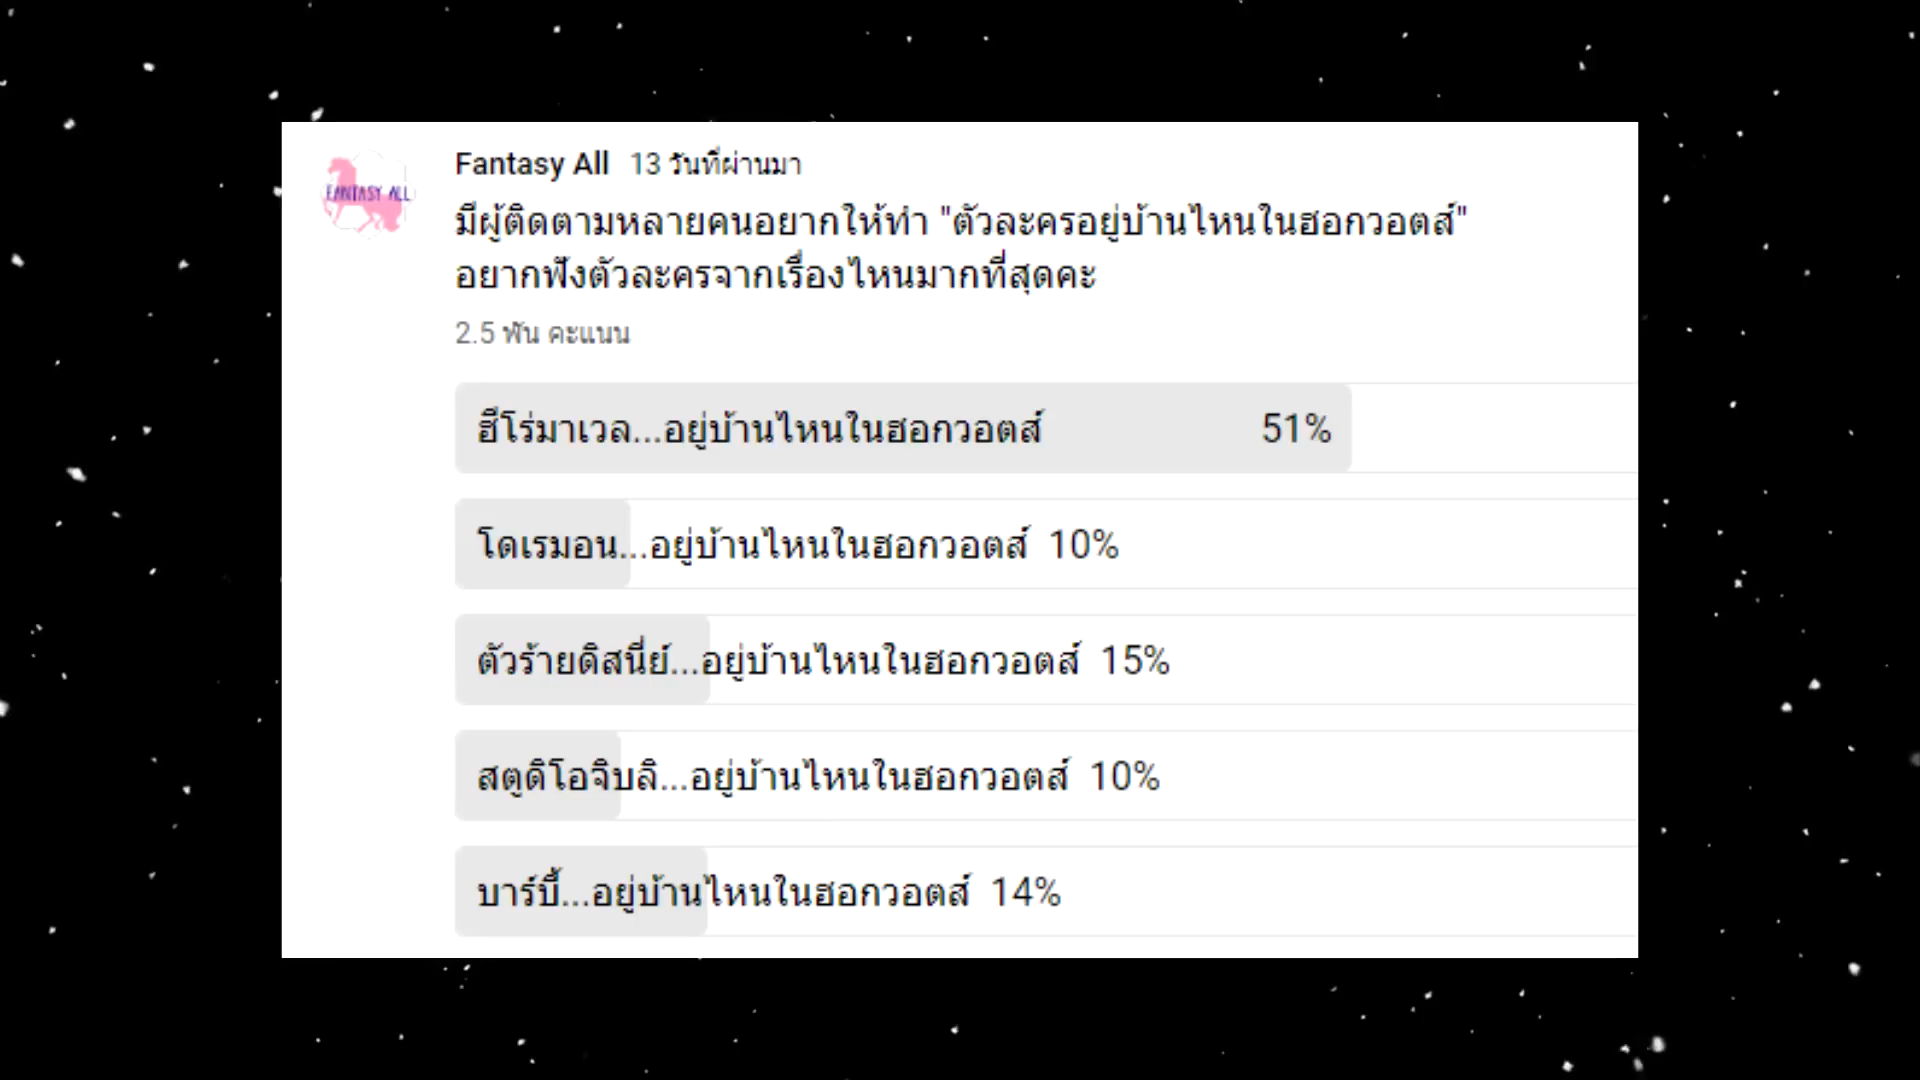 FANTASY ALL
Fantasy All 13 วันที่ผ่านมา
มีผู้ติดตามหลายคนอยากให้ทำ "ตัวละครอยู่บ้านไหนในฮอกวอตส์"
อยากฟังตัวละครจากเรื่องไหนมากที่สุดคะ
2.5 พัน คะแนน
ฮีโร่มาเวล...อยู่บ้านไหนในฮอกวอตส์ 51%
โดเรมอน...อยู่บ้านไหนในฮอกวอตส์ 10%
ตัวร้ายดิสนี่ย์...อยู่บ้านไหนในฮอกวอตส์ 15%
สตูดิโอจิบลิ...อยู่บ้านไหนในฮอกวอตส์ 10%
บาร์บี้...อยู่บ้านไหนในฮอกวอตส์ 14%